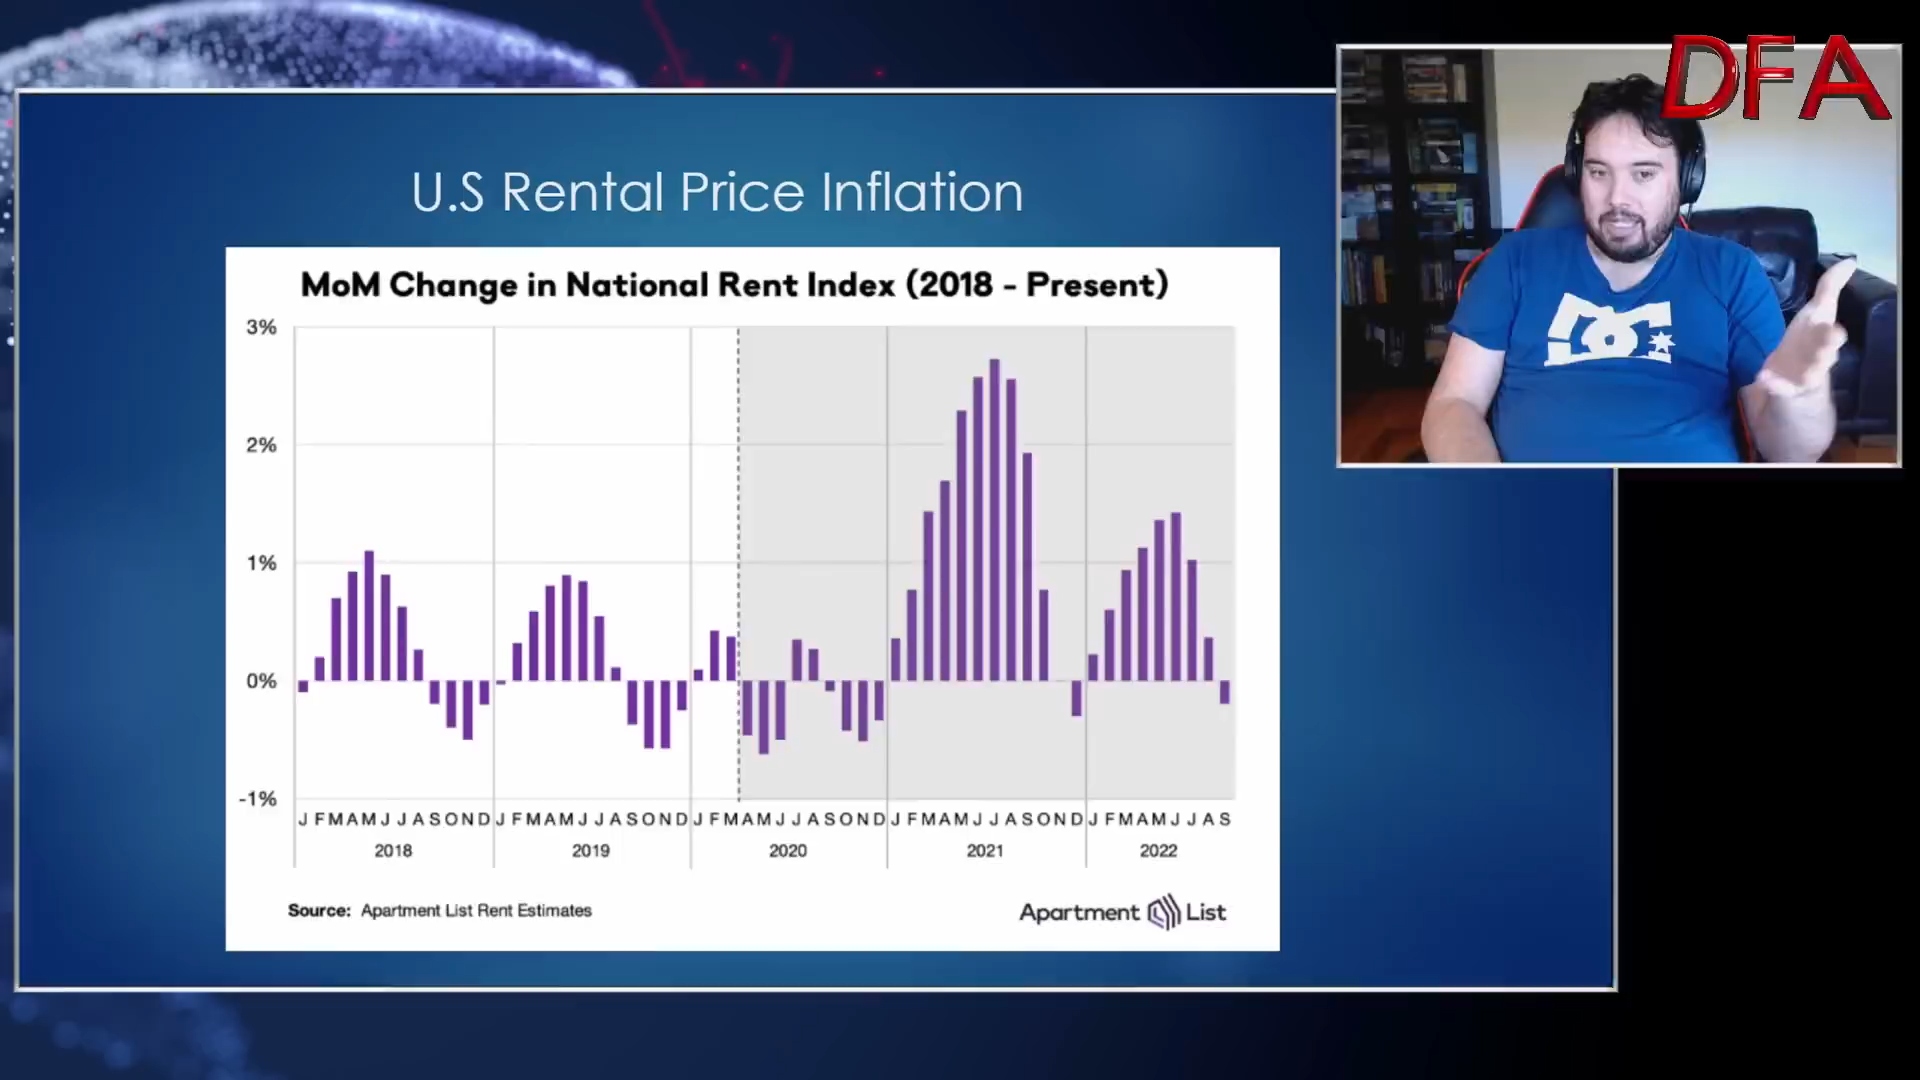 DFA
U.S Rental Price Inflation
MoM Change in National Rent Index (2018 - Present)
3%
2%
1%
0%
-1%
J F M A M J J A S O N D J F M A M J J A S O N D J F M A M J J A S O N D J F M A M J J A S O N D J F M A M J J A S
2018 2019 2020 2021 2022
Source: Apartment List Rent Estimates
Apartment List